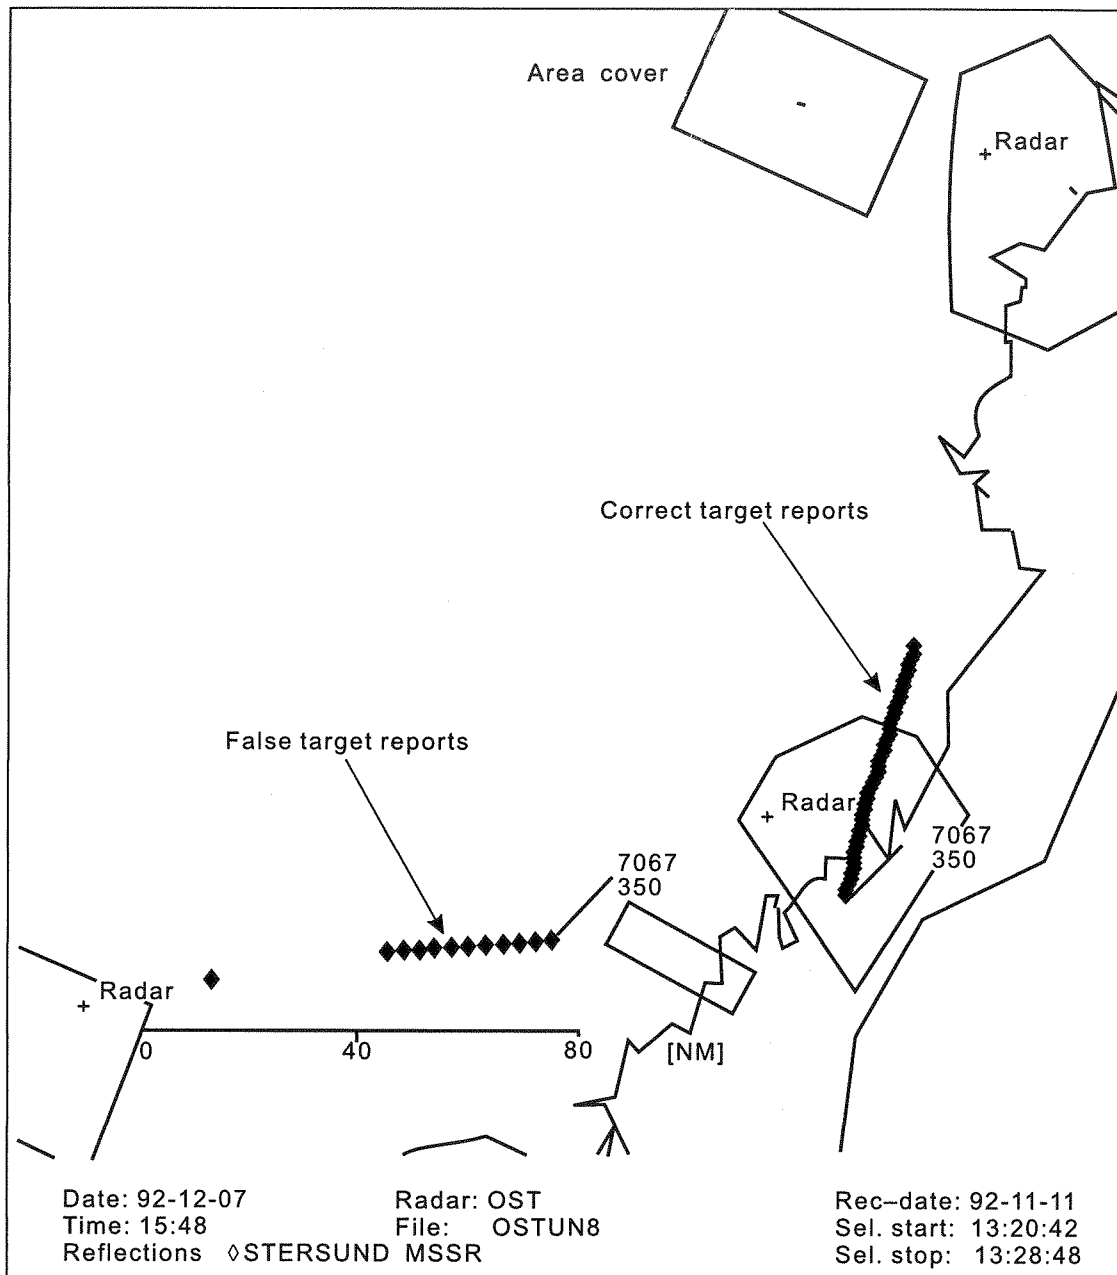 Area cover
Radar
Correct target reports
False target reports
Radar
7067
350
7067
350
Radar
0
40
80
[NM]
Date: 92-12-07
Time: 15:48
Reflections ◊STERSUND MSSR
Radar: OST
File: OSTUN8
Rec–date: 92-11-11
Sel. start: 13:20:42
Sel. stop: 13:28:48